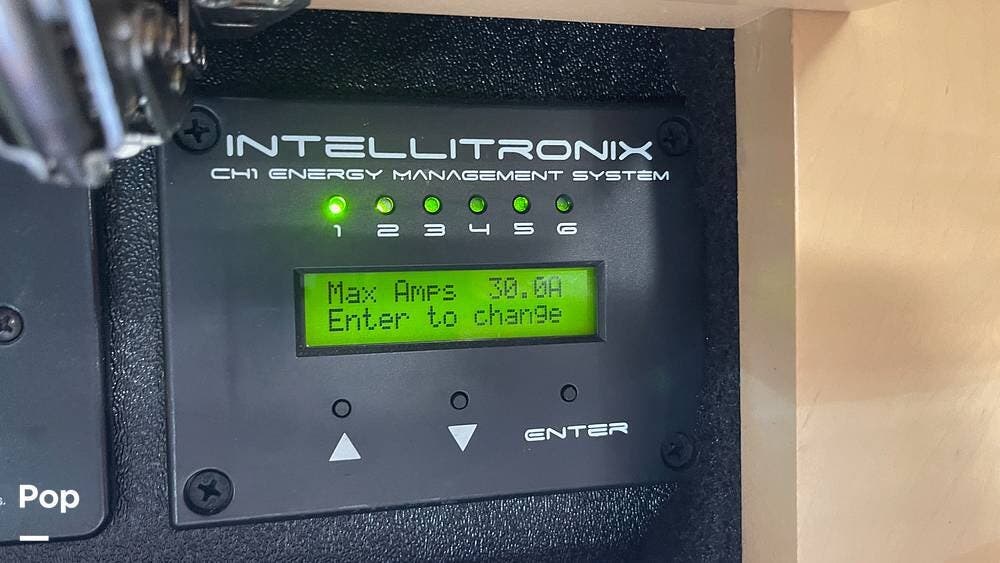 INTELLITRONIX
CH1 ENERGY MANAGEMENT SYSTEM
1 2 3 4 5 6
Max Amps 30.0A
Enter to change
ENTER
s.
Pop